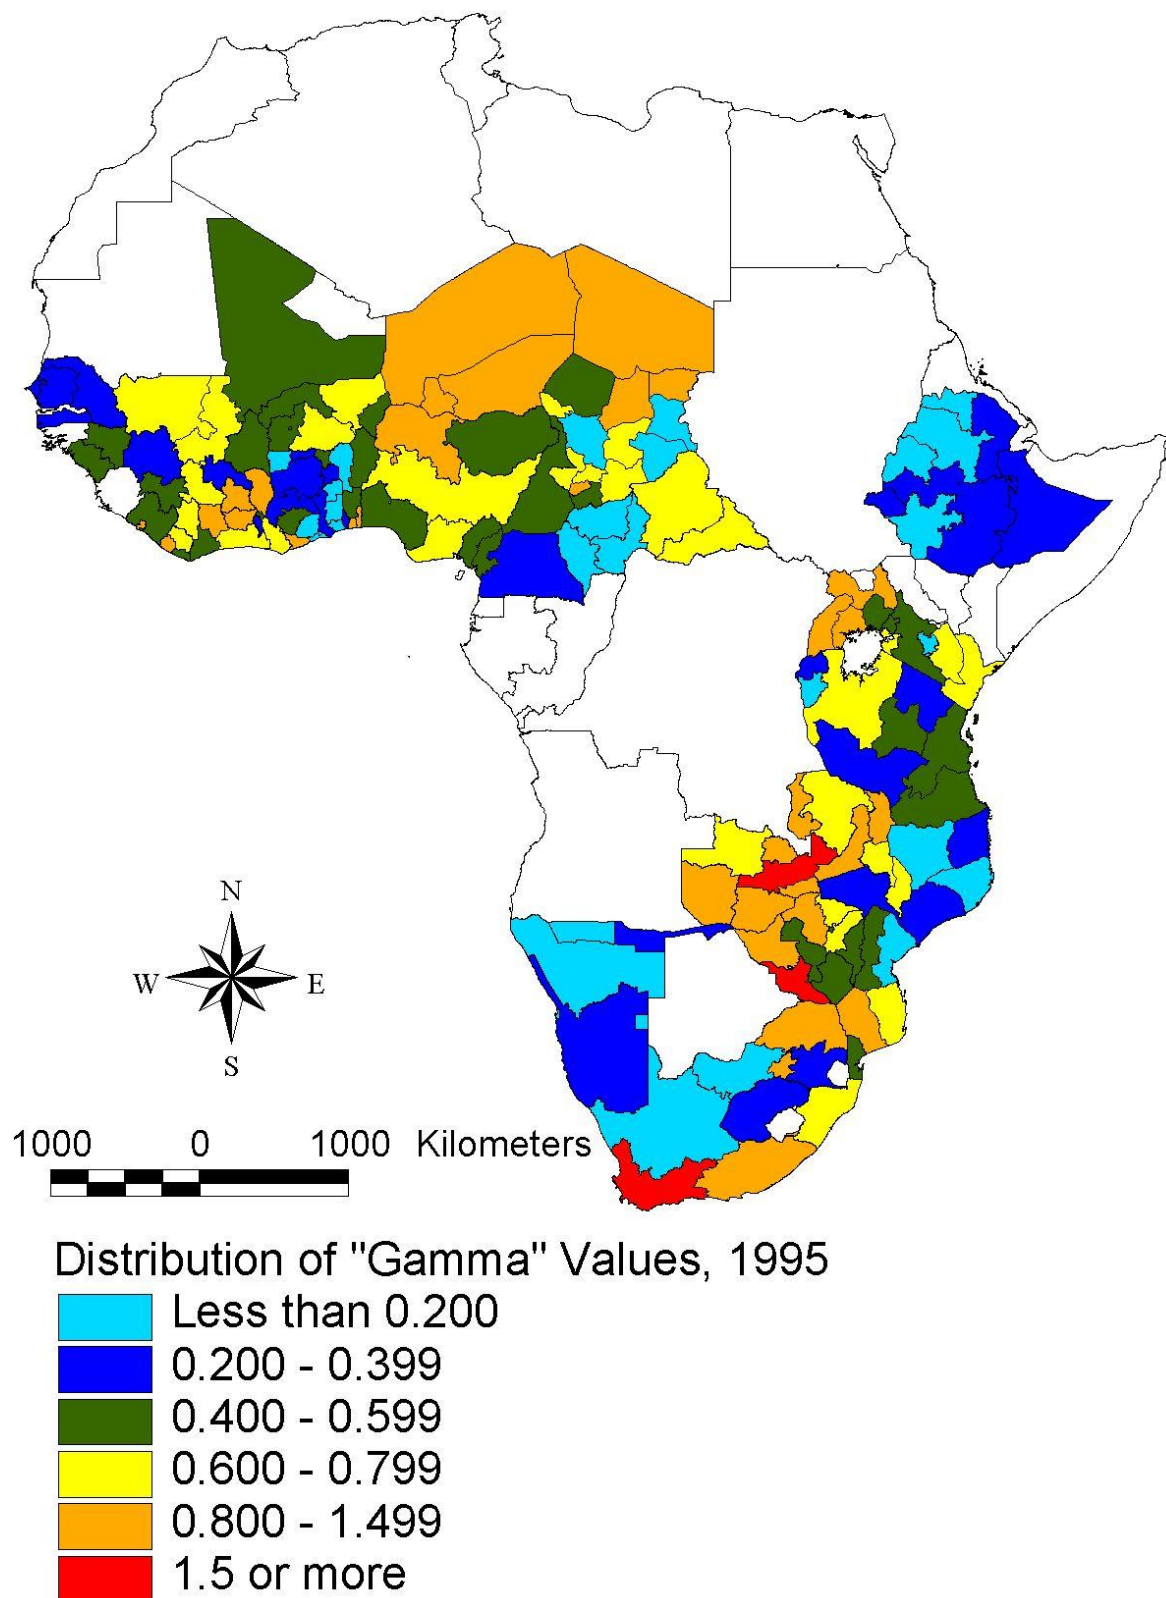 N
W E
S
1000 0 1000 Kilometers
Distribution of "Gamma" Values, 1995
Less than 0.200
0.200 - 0.399
0.400 - 0.599
0.600 - 0.799
0.800 - 1.499
1.5 or more